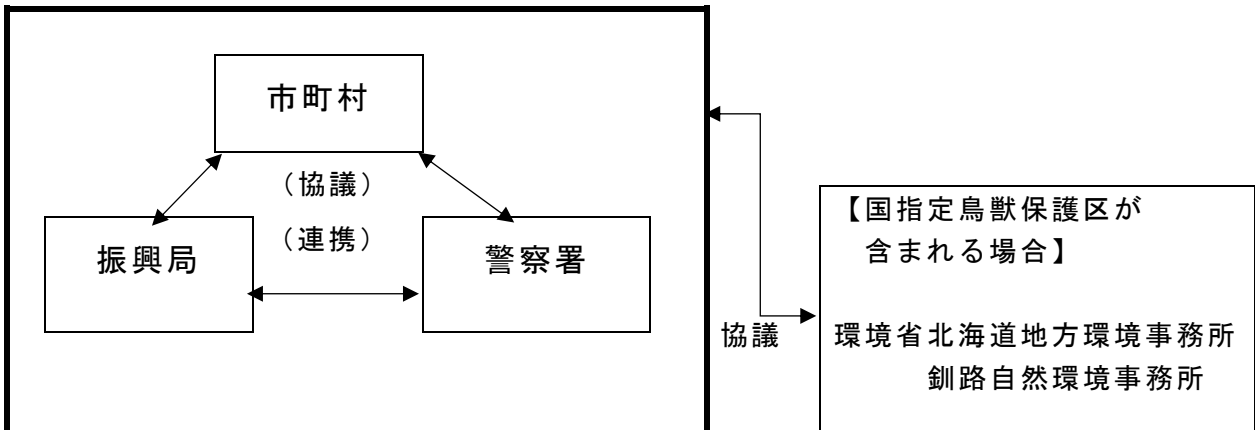 市町村
（協議）
（連携）
振興局
警察署
協議
【国指定鳥獣保護区が
含まれる場合】
環境省北海道地方環境事務所
釧路自然環境事務所